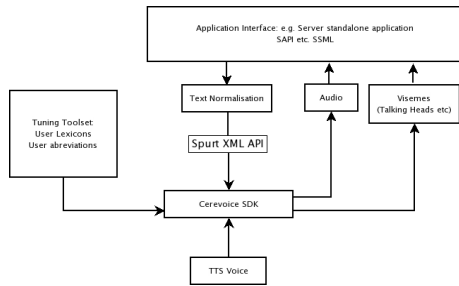 Application Interface: e.g. Server standalone application
SAPI etc. SSML
Text Normalisation
Audio
Visemes
(Talking Heads etc)
Tuning Toolset:
User Lexicons
User abreviations
Spurt XML API
Cerevoice SDK
TTS Voice